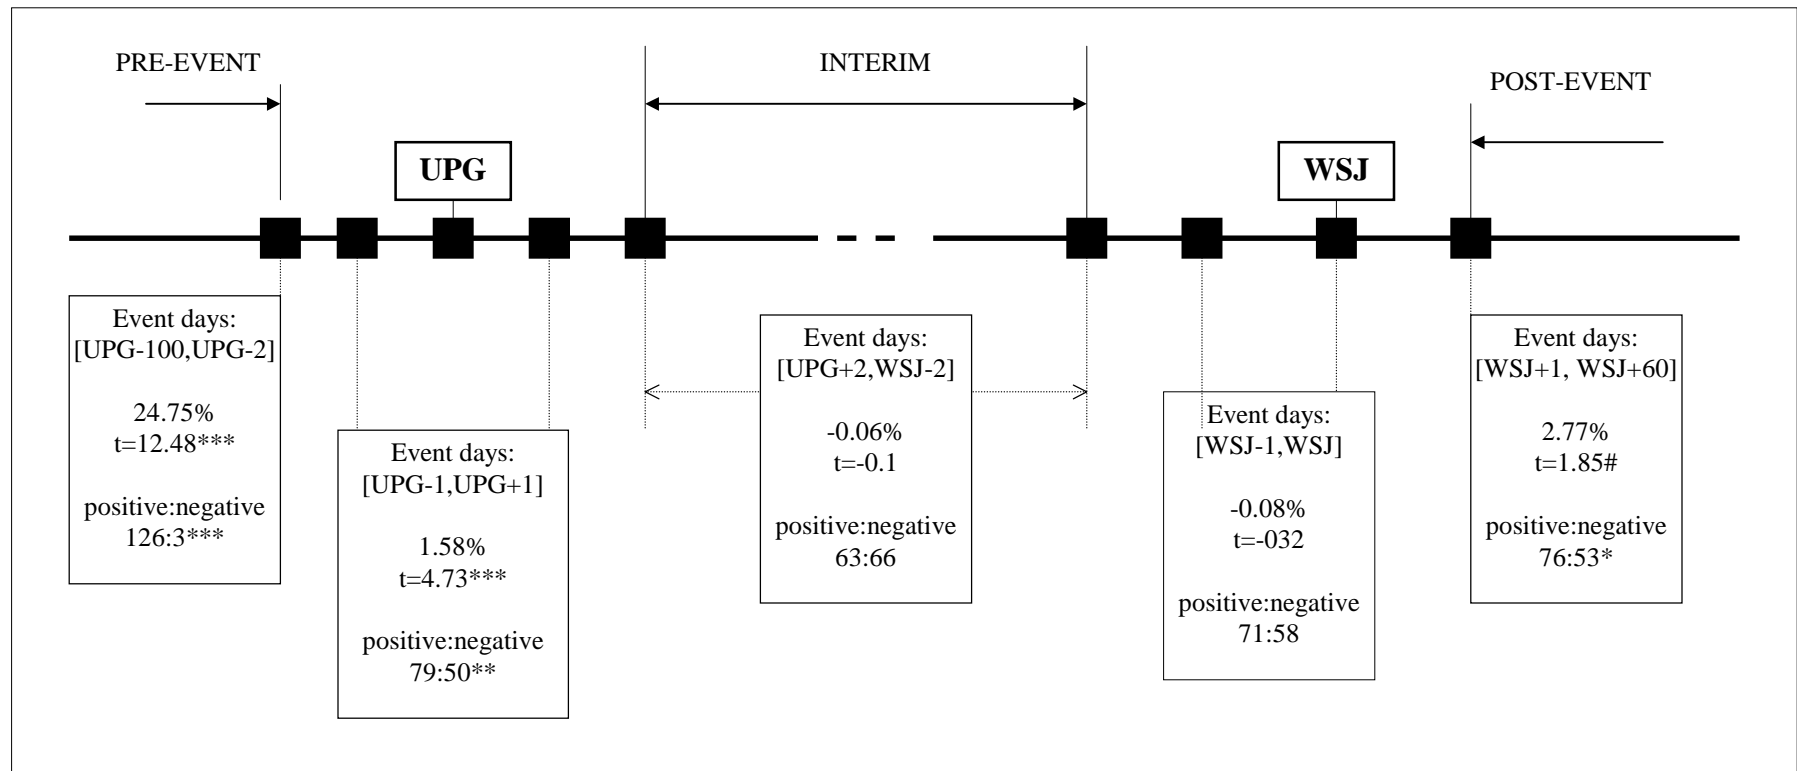 PRE-EVENT
INTERIM
POST-EVENT
UPG
WSJ
Event days:
[UPG-100,UPG-2]
24.75%
t=12.48***
positive:negative
126:3***
Event days:
[UPG-1,UPG+1]
1.58%
t=4.73***
positive:negative
79:50**
Event days:
[UPG+2,WSJ-2]
-0.06%
t=-0.1
positive:negative
63:66
Event days:
[WSJ-1,WSJ]
-0.08%
t=-032
positive:negative
71:58
Event days:
[WSJ+1, WSJ+60]
2.77%
t=1.85#
positive:negative
76:53*